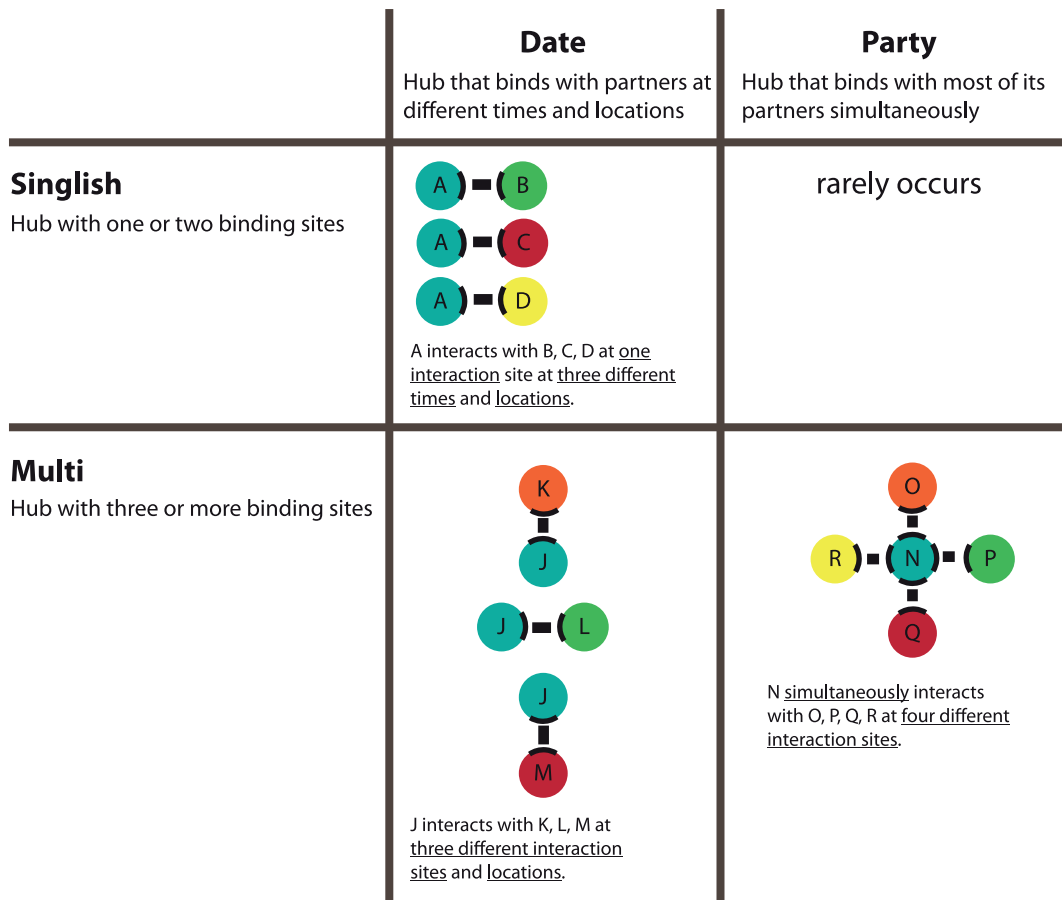 Date
Hub that binds with partners at
different times and locations
Party
Hub that binds with most of its
partners simultaneously
Singlish
Hub with one or two binding sites
A B
A C
A D
A interacts with B, C, D at one
interaction site at three different
times and locations.
rarely occurs
Multi
Hub with three or more binding sites
K
J
J L
J
M
J interacts with K, L, M at
three different interaction
sites and locations.
O
R N P
Q
N simultaneously interacts
with O, P, Q, R at four different
interaction sites.